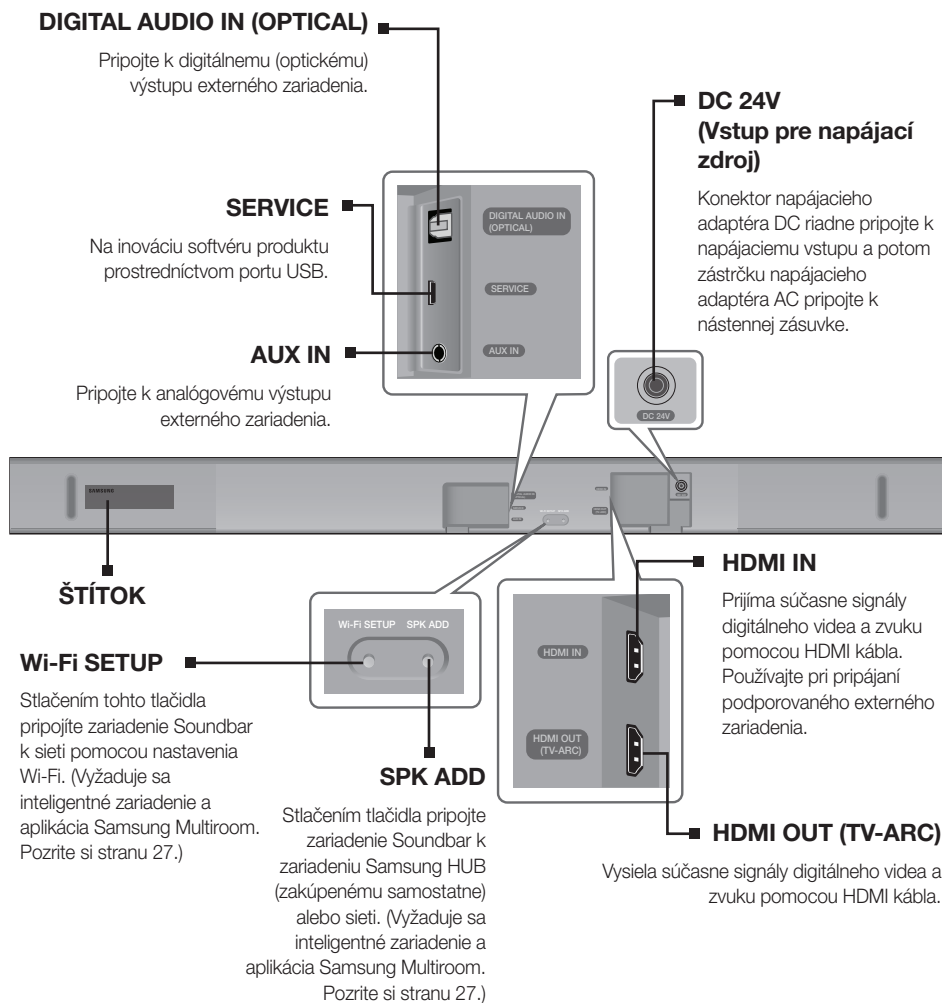 DIGITAL AUDIO IN (OPTICAL)
Pripojte k digitálnemu (optickému)
výstupu externého zariadenia.
DC 24V
(Vstup pre napájací
zdroj)
Konektor napájacieho
adaptéra DC riadne pripojte k
napájaciemu vstupu a potom
zástrčku napájacieho
adaptéra AC pripojte k
nástennej zásuvke.
SERVICE
Na inováciu softvéru produktu
prostredníctvom portu USB.
AUX IN
Pripojte k analógovému výstupu
externého zariadenia.
DIGITAL AUDIO IN
(OPTICAL)
SERVICE
AUX IN
DC 24V
SAMSUNG
ŠTÍTOK
Wi-Fi SETUP SPK ADD
HDMI IN
HDMI OUT
(TV-ARC)
Wi-Fi SETUP
Stlačením tohto tlačidla
pripojíte zariadenie Soundbar
k sieti pomocou nastavenia
Wi-Fi. (Vyžaduje sa
inteligentné zariadenie a
aplikácia Samsung Multiroom.
Pozrite si stranu 27.)
SPK ADD
Stlačením tlačidla pripojte
zariadenie Soundbar k
zariadeniu Samsung HUB
(zakúpenému samostatne)
alebo sieti. (Vyžaduje sa
inteligentné zariadenie a
aplikácia Samsung Multiroom.
Pozrite si stranu 27.)
HDMI IN
Prijíma súčasne signály
digitálneho videa a zvuku
pomocou HDMI kábla.
Používajte pri pripájaní
podporovaného externého
zariadenia.
HDMI OUT (TV-ARC)
Vysiela súčasne signály digitálneho videa a
zvuku pomocou HDMI kábla.